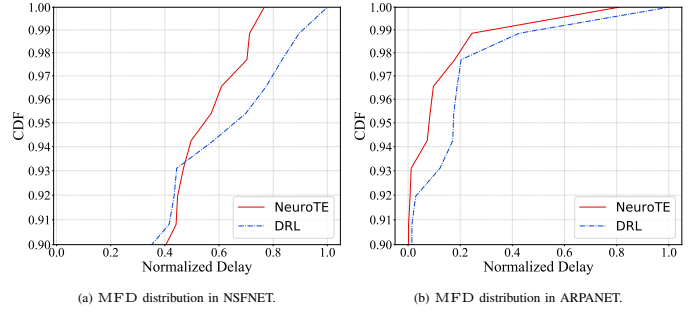 1.00
0.99
0.98
0.97
0.96
0.95
0.94
0.93
0.92
0.91
0.90
CDF
0.0 0.2 0.4 0.6 0.8 1.0
Normalized Delay
NeuroTE
DRL
(a) MFD distribution in NSFNET.
1.00
0.99
0.98
0.97
0.96
0.95
0.94
0.93
0.92
0.91
0.90
CDF
0.0 0.2 0.4 0.6 0.8 1.0
Normalized Delay
NeuroTE
DRL
(b) MFD distribution in ARPANET.